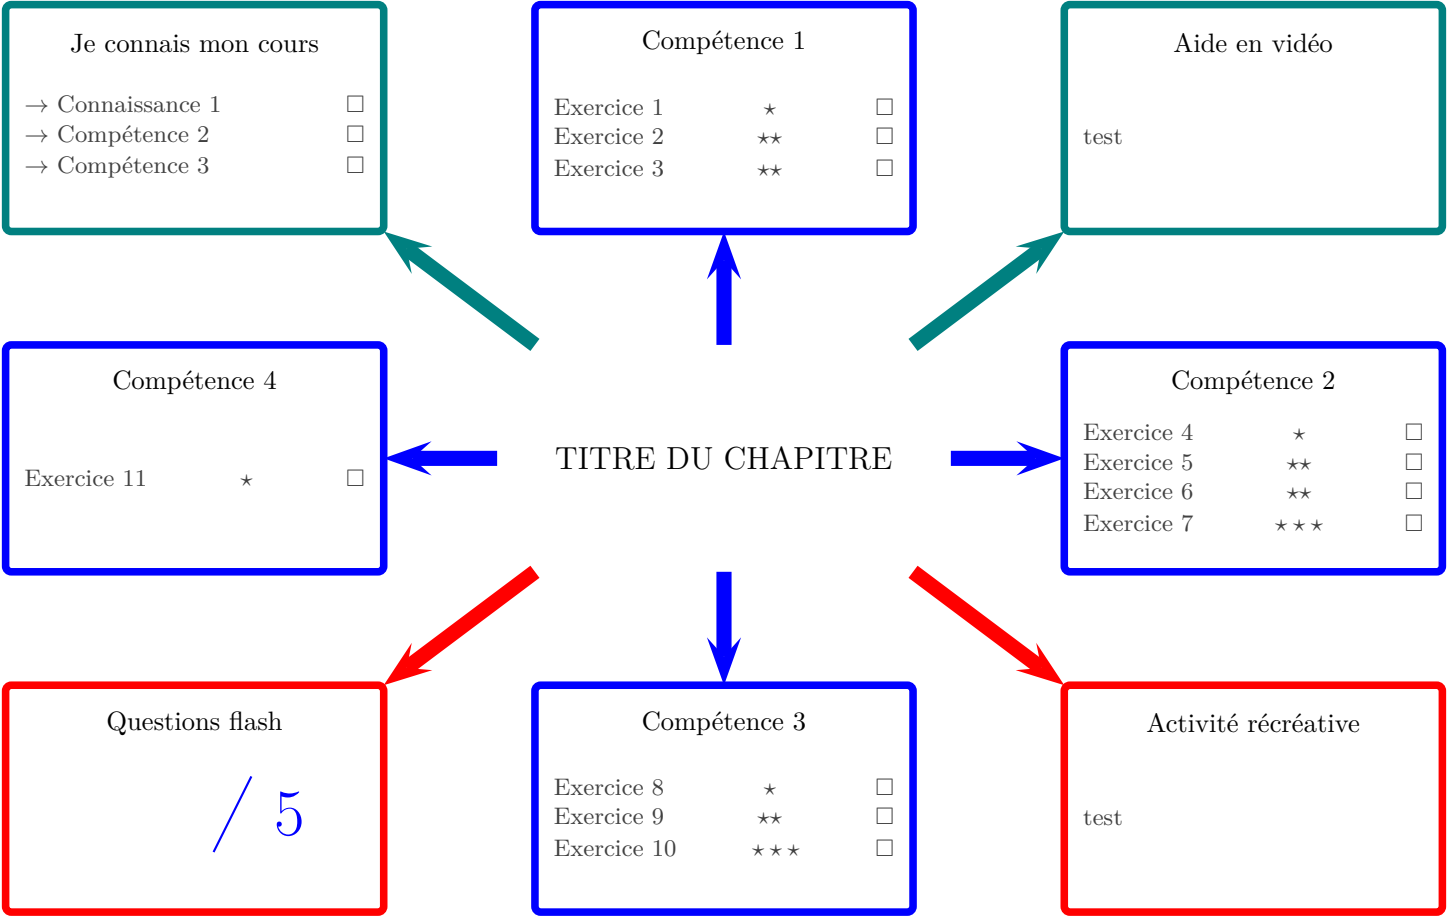 Je connais mon cours
→ Connaissance 1 □
→ Compétence 2 □
→ Compétence 3 □
Compétence 1
Exercice 1 ⋆ □
Exercice 2 ⋆⋆ □
Exercice 3 ⋆⋆ □
Aide en vidéo
test
Compétence 4
Exercice 11 ⋆ □
TITRE DU CHAPITRE
Compétence 2
Exercice 4 ⋆ □
Exercice 5 ⋆⋆ □
Exercice 6 ⋆⋆ □
Exercice 7 ⋆ ⋆ ⋆ □
Questions flash
/ 5
Compétence 3
Exercice 8 ⋆ □
Exercice 9 ⋆⋆ □
Exercice 10 ⋆ ⋆ ⋆ □
Activité récréative
test